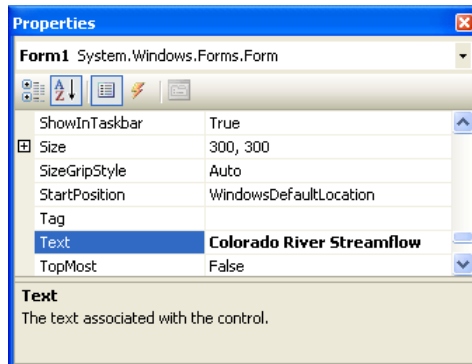 Properties
Form1 System.Windows.Forms.Form
ShowInTaskbar True
Size 300, 300
SizeGripStyle Auto
StartPosition WindowsDefaultLocation
Tag
Text Colorado River Streamflow
TopMost False
Text
The text associated with the control.